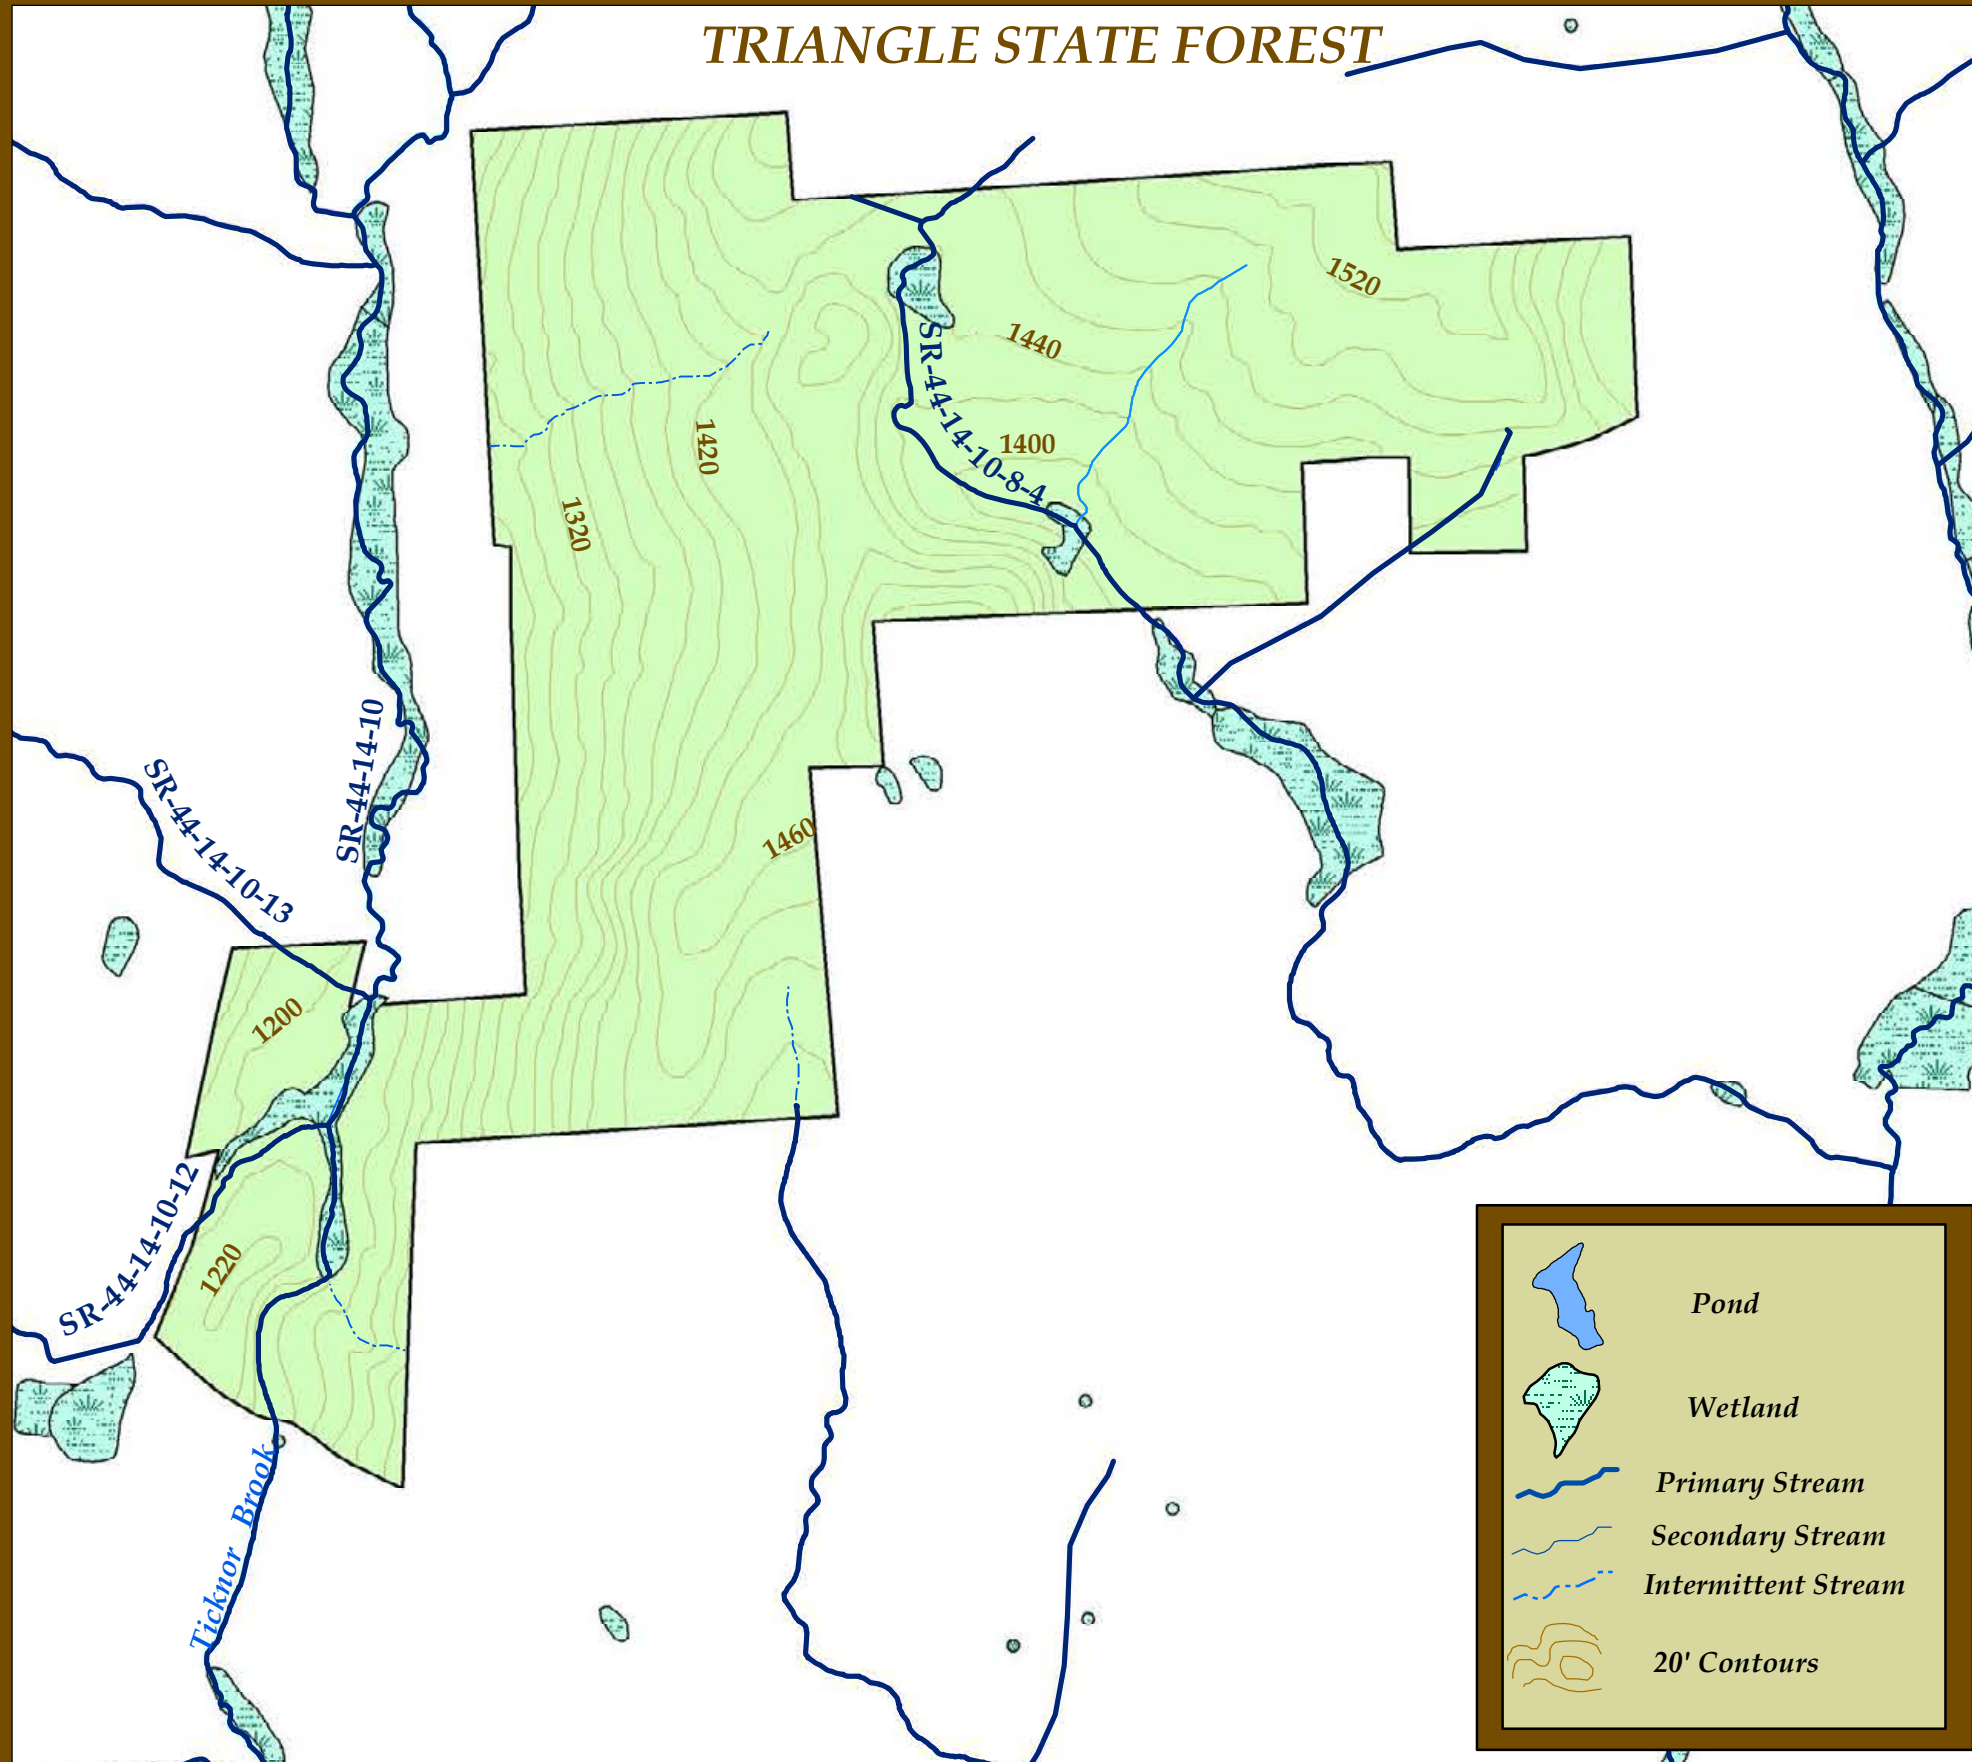 TRIANGLE STATE FOREST
1520
1440
SR-44-14-10-8-4
1400
1420
1320
SR-44-14-10
SR-44-14-10-13
1460
1200
SR-44-14-10-12
1220
Ticknor Brook
Pond
Wetland
Primary Stream
Secondary Stream
Intermittent Stream
20' Contours